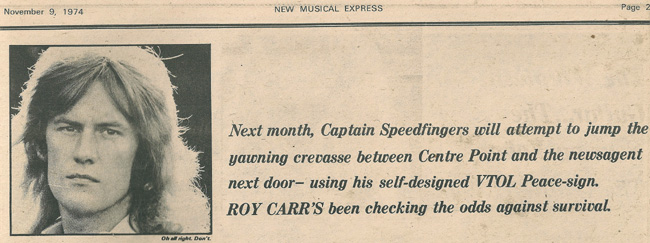 November 9, 1974 NEW MUSICAL EXPRESS Page 2
Next month, Captain Speedfingers will attempt to jump the
yawning crevasse between Centre Point and the newsagent
next door— using his self-designed VTOL Peace-sign.
ROY CARR'S been checking the odds against survival.
Oh all right. Don't.